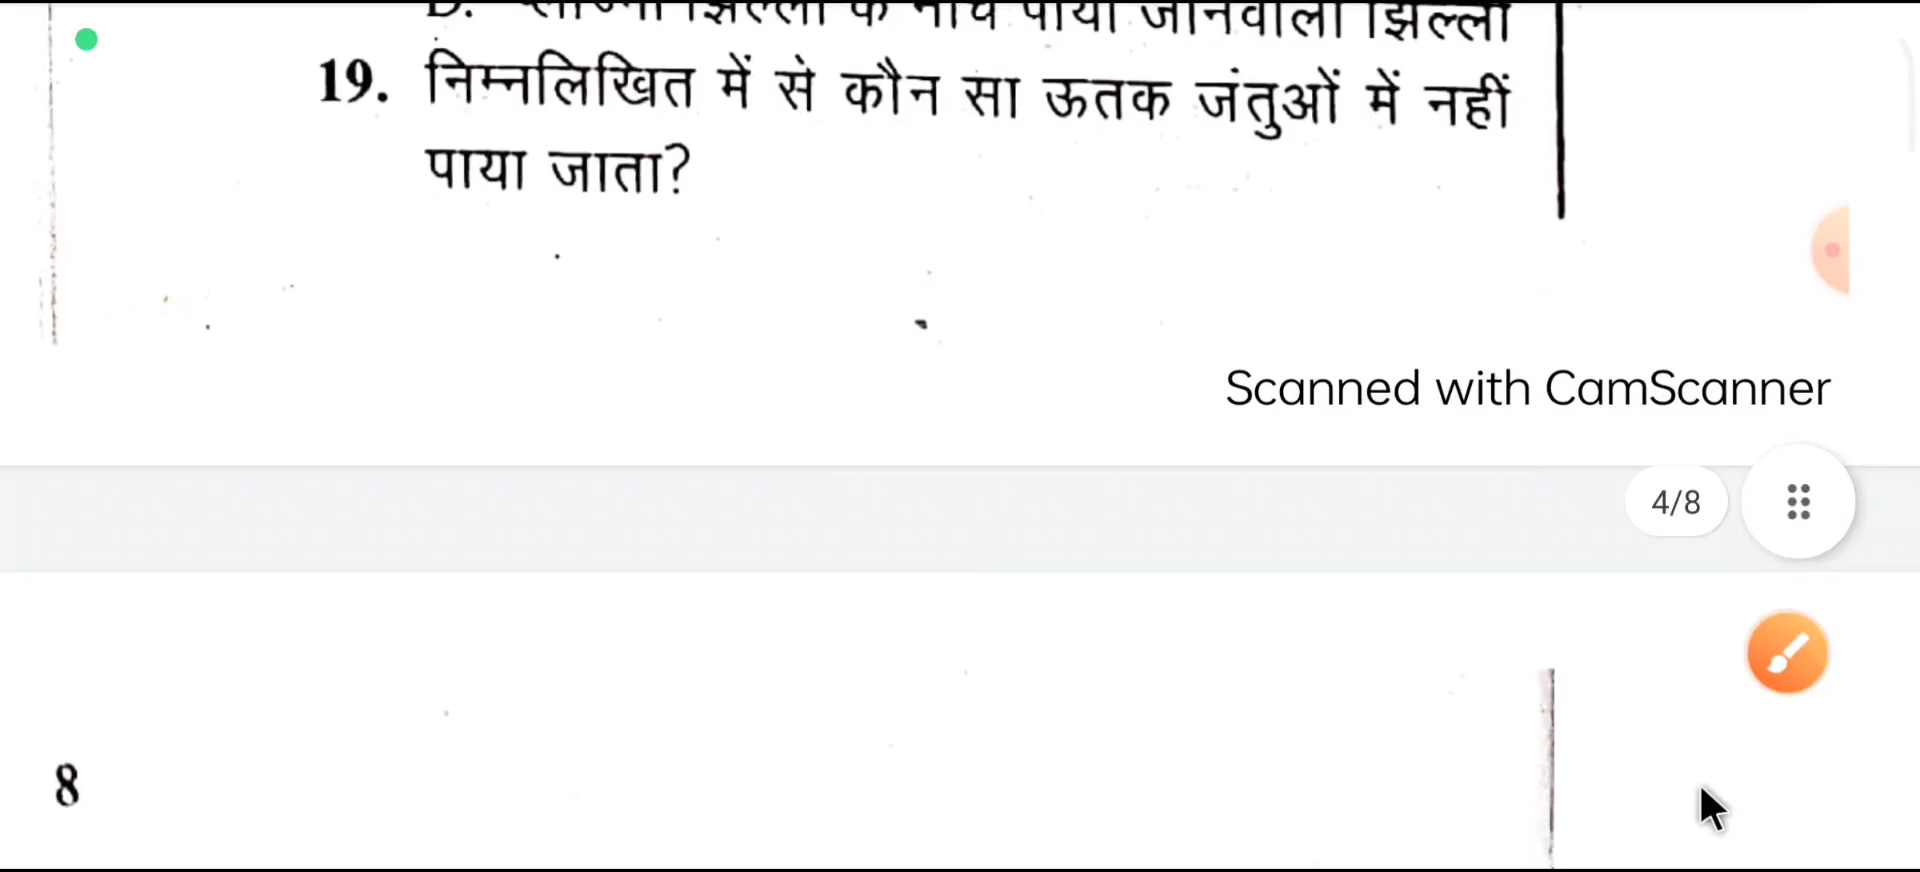 D. प्लाज्मा झिल्ली के नीचे पाया जानेवाला झिल्ली
19. निम्नलिखित में से कौन सा ऊतक जंतुओं में नहीं
पाया जाता?
Scanned with CamScanner
4/8
8